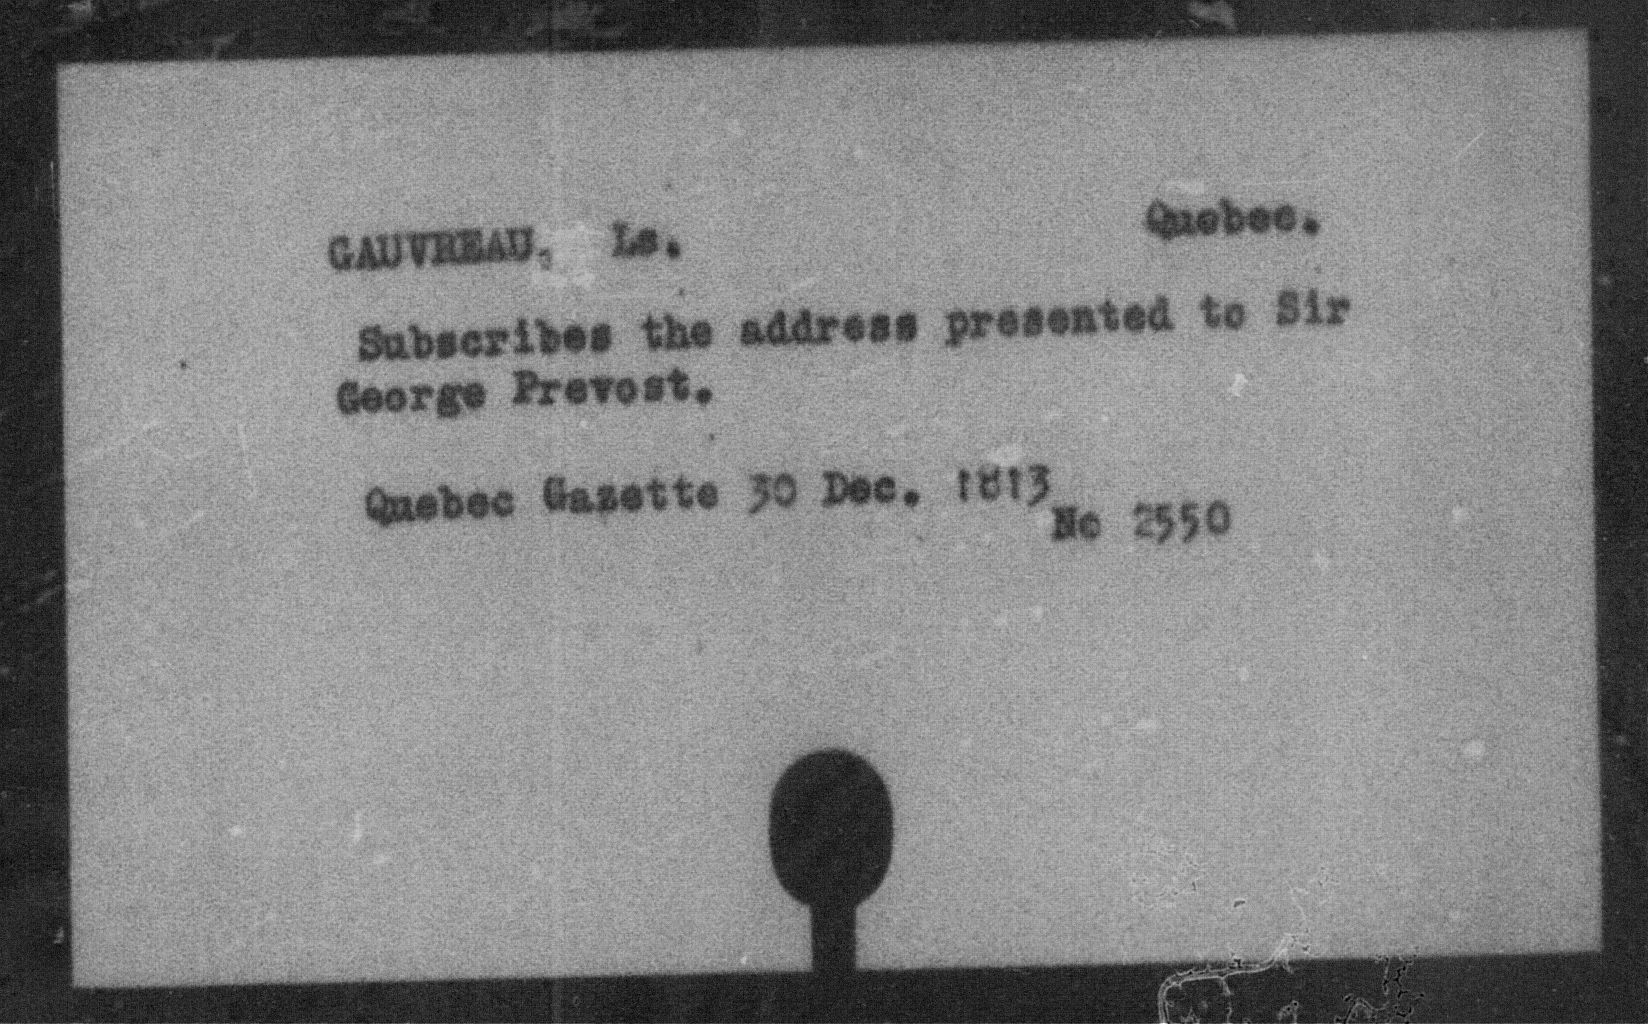 GAUVREAU, Ls. Quebec.
Subscribes the address presented to Sir
George Prevost.
Quebec Gazette 30 Dec. 1813
No 2550